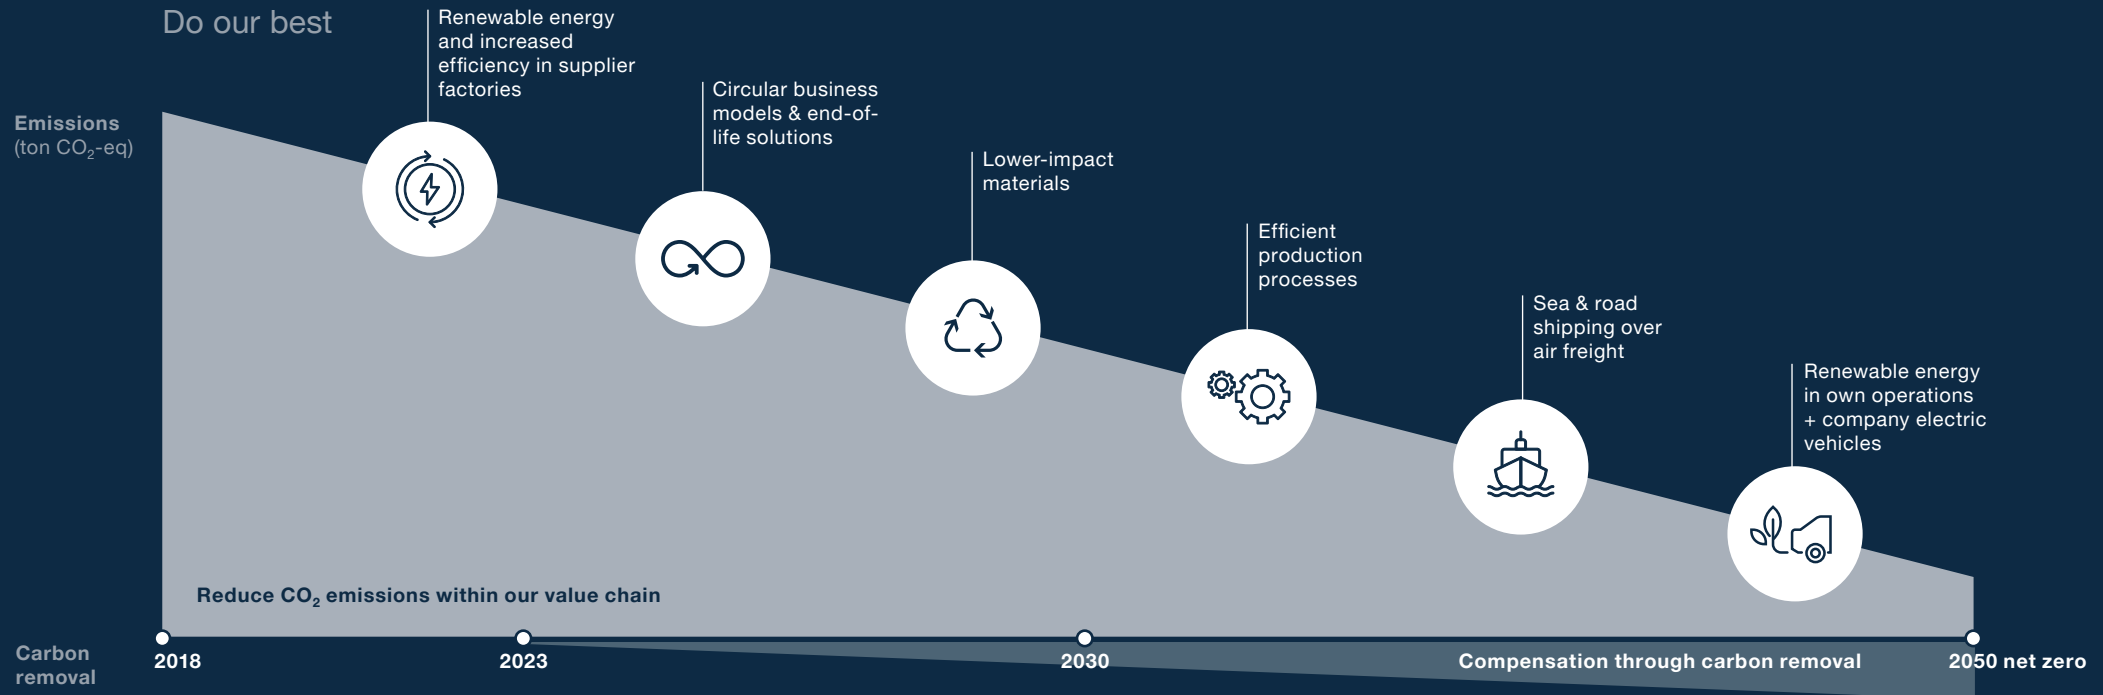 Do our best
Renewable energy
and increased
efficiency in supplier
factories
Circular business
models & end-of-
life solutions
Emissions
(ton CO₂-eq)
Lower-impact
materials
Efficient
production
processes
Sea & road
shipping over
air freight
Renewable energy
in own operations
+ company electric
vehicles
Reduce CO₂ emissions within our value chain
Carbon
removal
2018
2023
2030
Compensation through carbon removal
2050 net zero